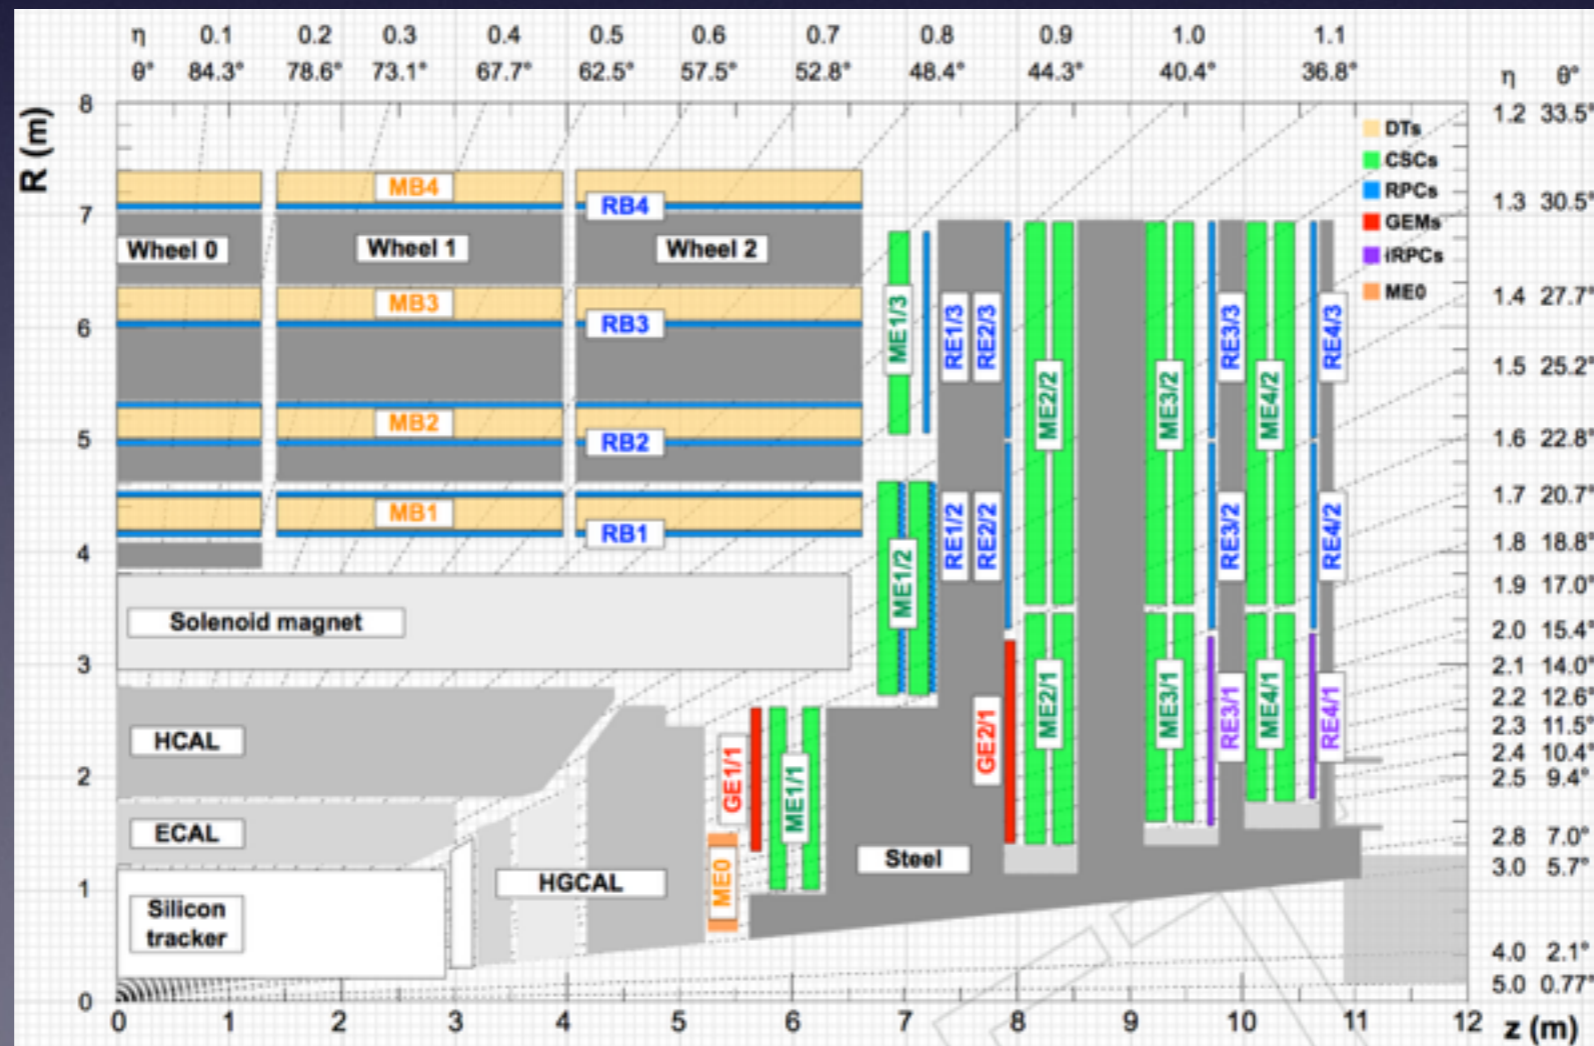 η 0.1 0.2 0.3 0.4 0.5 0.6 0.7 0.8 0.9 1.0 1.1
θ° 84.3° 78.6° 73.1° 67.7° 62.5° 57.5° 52.8° 48.4° 44.3° 40.4° 36.8°
η θ°
1.2 33.5°
1.3 30.5°
1.4 27.7°
1.5 25.2°
1.6 22.8°
1.7 20.7°
1.8 18.8°
1.9 17.0°
2.0 15.4°
2.1 14.0°
2.2 12.6°
2.3 11.5°
2.4 10.4°
2.5 9.4°
2.8 7.0°
3.0 5.7°
4.0 2.1°
5.0 0.77°
R (m)
8
7
6
5
4
3
2
1
0
DTs
CSCs
RPCs
GEMs
iRPCs
ME0
MB4
RB4
Wheel 0
Wheel 1
Wheel 2
MB3
RB3
MB2
RB2
MB1
RB1
ME1/3
RE1/3
RE2/3
ME2/2
ME3/2
RE3/3
ME4/2
RE4/3
ME1/2
RE1/2
RE2/2
RE3/2
RE4/2
Solenoid magnet
HCAL
ECAL
Silicon
tracker
HGCAL
ME0
GE1/1
ME1/1
Steel
GE2/1
ME2/1
ME3/1
RE3/1
ME4/1
RE4/1
0 1 2 3 4 5 6 7 8 9 10 11 12 z (m)